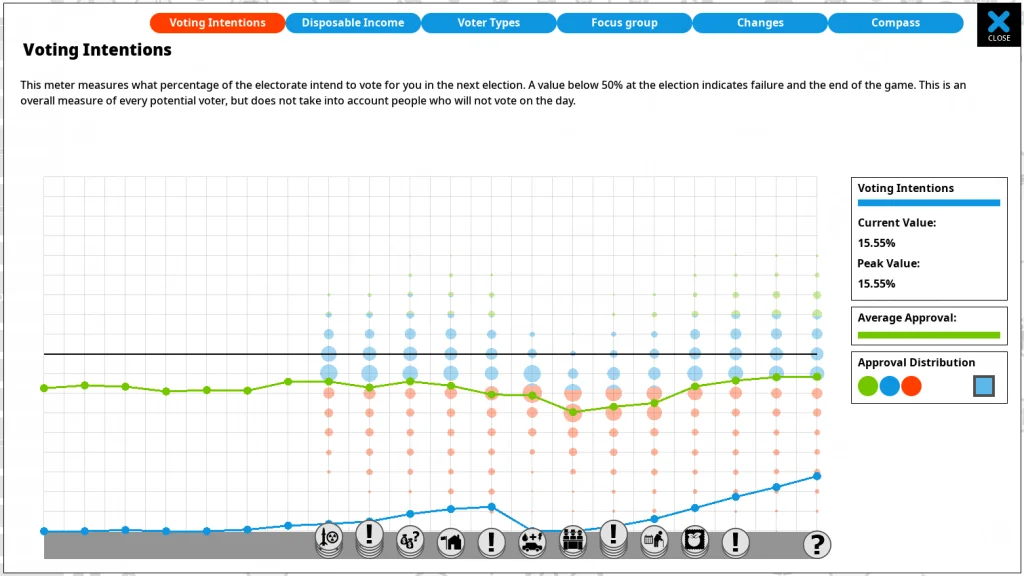 Voting Intentions
Disposable Income
Voter Types
Focus group
Changes
Compass
CLOSE
Voting Intentions
This meter measures what percentage of the electorate intend to vote for you in the next election. A value below 50% at the election indicates failure and the end of the game. This is an
overall measure of every potential voter, but does not take into account people who will not vote on the day.
Voting Intentions
Current Value:
15.55%
Peak Value:
15.55%
Average Approval:
Approval Distribution
!
?
!
!
!
?